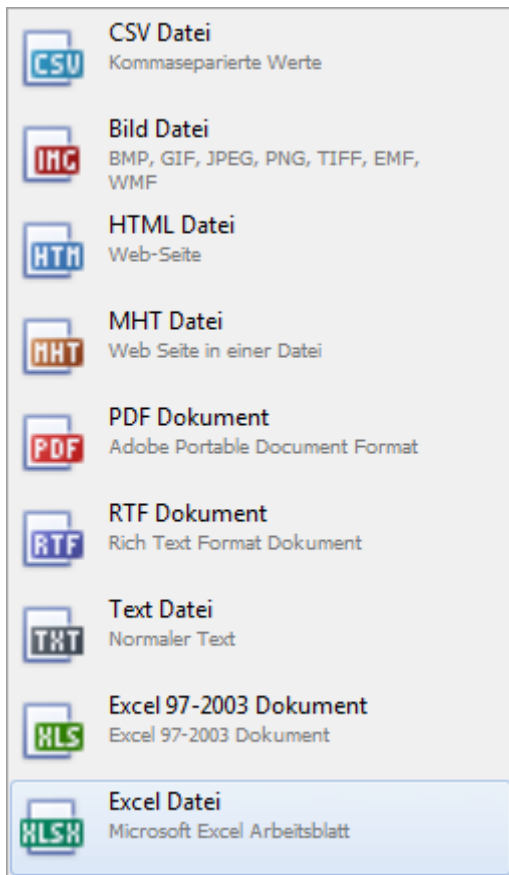 CSV
CSV Datei
Kommaseparierte Werte
IMG
Bild Datei
BMP, GIF, JPEG, PNG, TIFF, EMF,
WMF
HTM
HTML Datei
Web-Seite
MHT
MHT Datei
Web Seite in einer Datei
PDF
PDF Dokument
Adobe Portable Document Format
RTF
RTF Dokument
Rich Text Format Dokument
TXT
Text Datei
Normaler Text
XLS
Excel 97-2003 Dokument
Excel 97-2003 Dokument
XLSX
Excel Datei
Microsoft Excel Arbeitsblatt